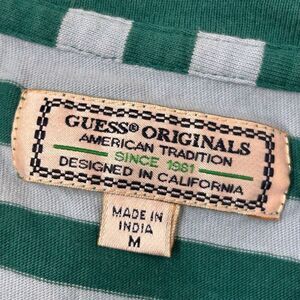 GUESS® ORIGINALS
AMERICAN TRADITION
SINCE 1981
DESIGNED IN CALIFORNIA
MADE IN
INDIA
M